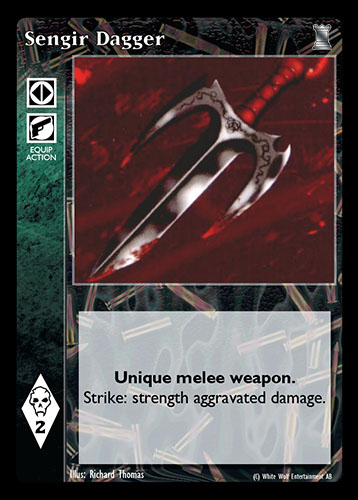 Sengir Dagger
EQUIP
ACTION
Unique melee weapon.
Strike: strength aggravated damage.
2
Illus: Richard Thomas
(C) White Wolf Entertainment AB